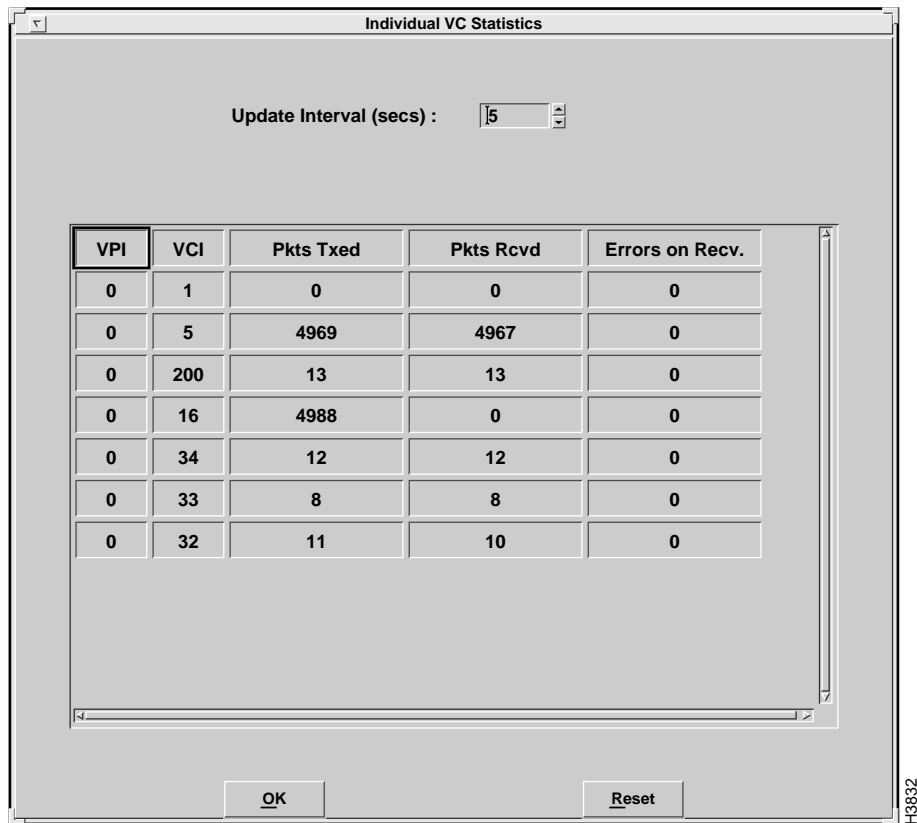 Individual VC Statistics
Update Interval (secs) : 5
VPI VCI Pkts Txed Pkts Rcvd Errors on Recv.
0 1 0 0 0
0 5 4969 4967 0
0 200 13 13 0
0 16 4988 0 0
0 34 12 12 0
0 33 8 8 0
0 32 11 10 0
OK Reset
H3832